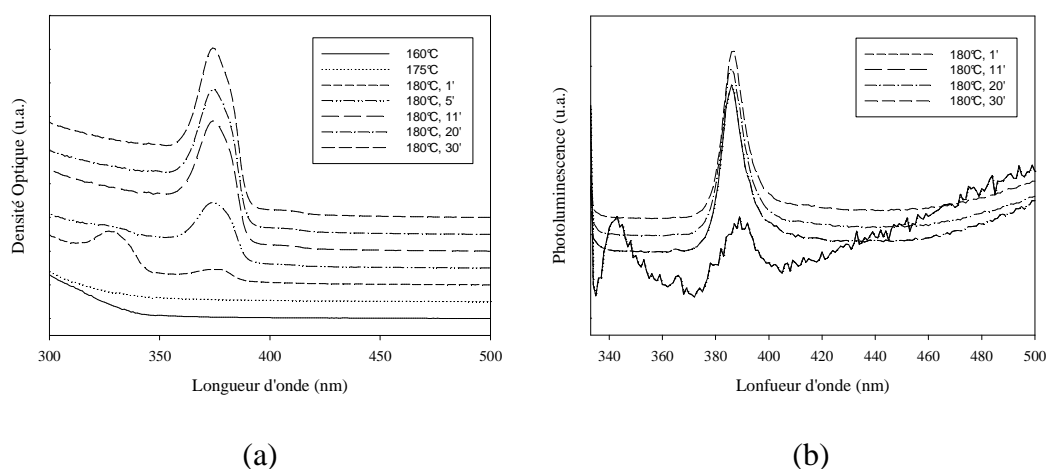 160°C
175°C
180°C, 1'
180°C, 5'
180°C, 11'
180°C, 20'
180°C, 30'
Densité Optique (u.a.)
300 350 400 450 500
Longueur d'onde (nm)
(a)
180°C, 1'
180°C, 11'
180°C, 20'
180°C, 30'
Photoluminescence (u.a.)
340 360 380 400 420 440 460 480 500
Lonfueur d'onde (nm)
(b)